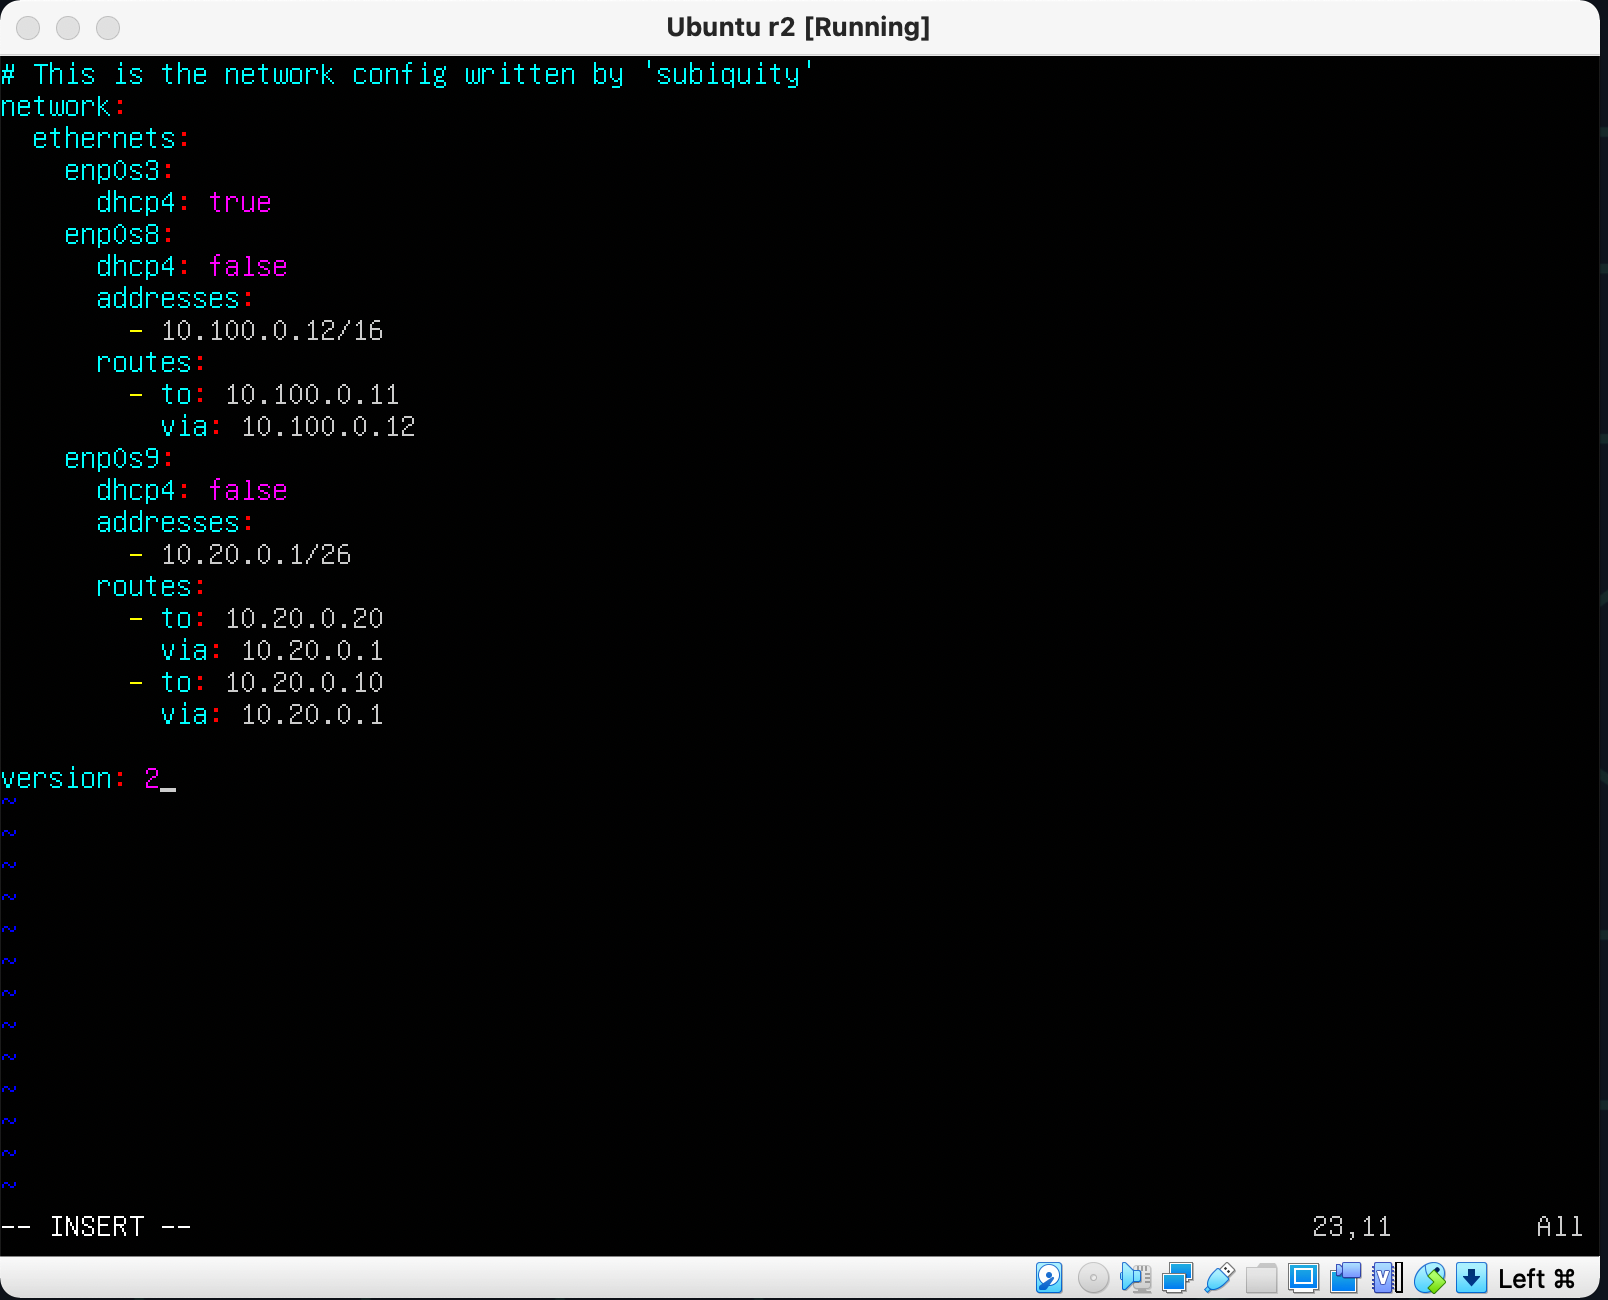 Ubuntu r2 [Running]
# This is the network config written by 'subiquity'
network:
  ethernets:
    enp0s3:
      dhcp4: true
    enp0s8:
      dhcp4: false
      addresses:
        - 10.100.0.12/16
      routes:
        - to: 10.100.0.11
          via: 10.100.0.12
    enp0s9:
      dhcp4: false
      addresses:
        - 10.20.0.1/26
      routes:
        - to: 10.20.0.20
          via: 10.20.0.1
        - to: 10.20.0.10
          via: 10.20.0.1

version: 2_
~
~
~
~
~
~
~
~
~
~
~
~
~
-- INSERT -- 23,11 All
Left ⌘